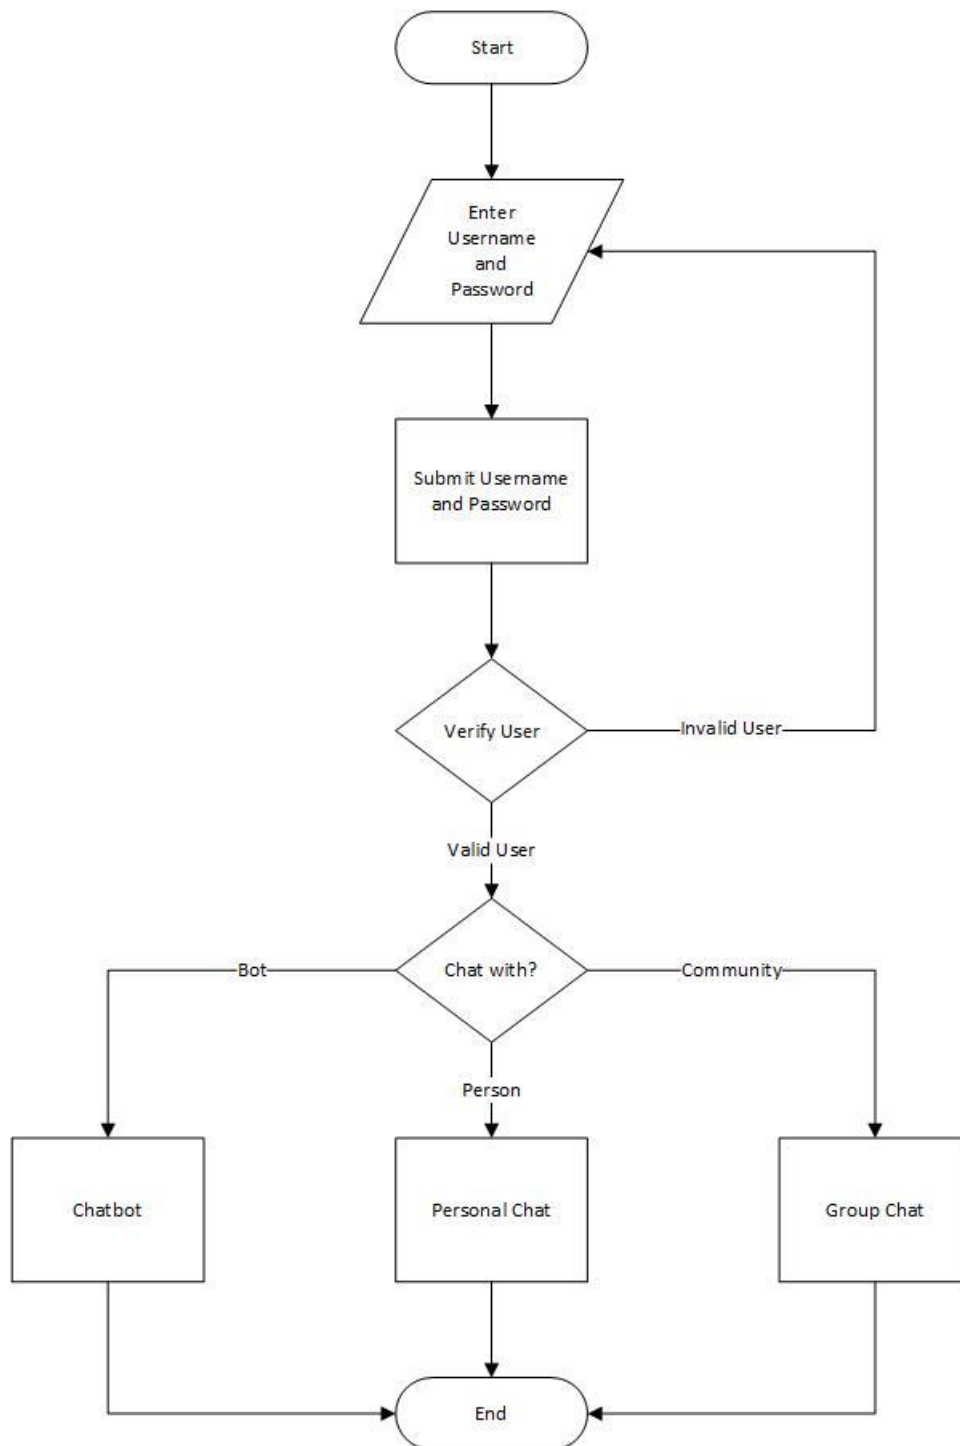 Start
Enter
Username
and
Password
Submit Username
and Password
Verify User
Invalid User
Valid User
Bot
Chat with?
Community
Person
Chatbot
Personal Chat
Group Chat
End